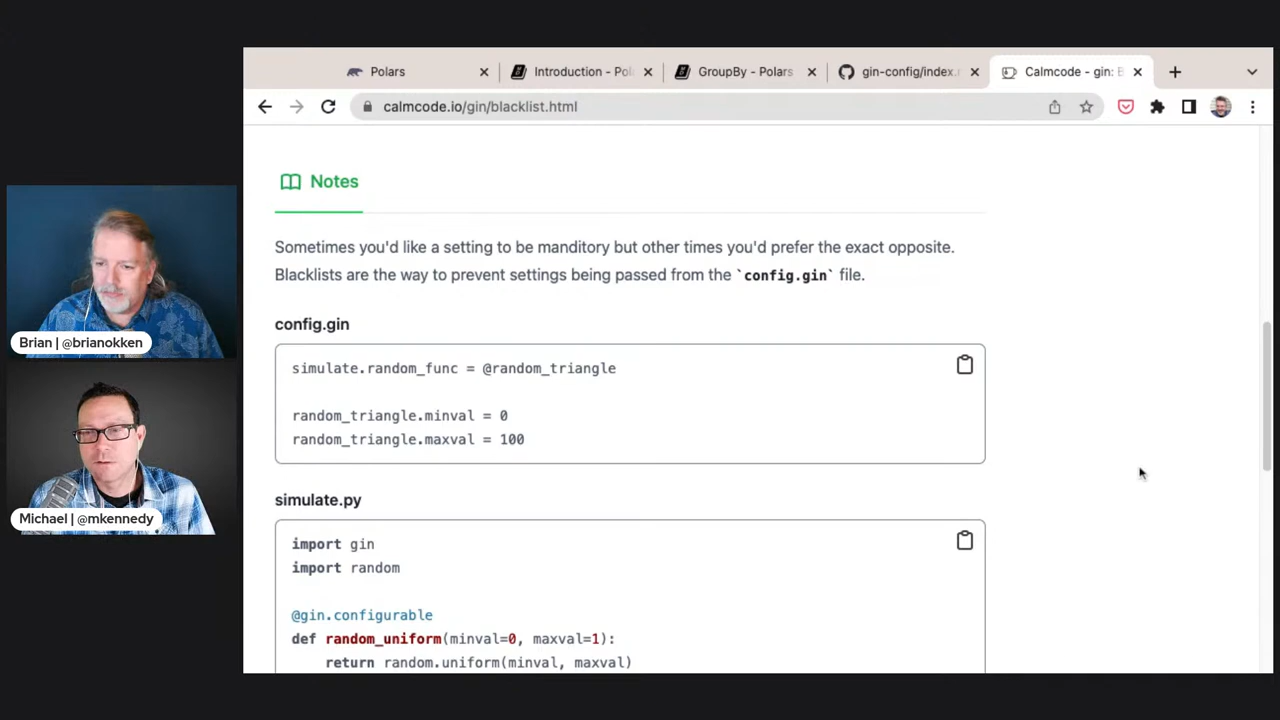 Polars
Introduction - Pol
GroupBy - Polars
gin-config/index.
Calmcode - gin: B
calmcode.io/gin/blacklist.html
Notes
Sometimes you'd like a setting to be manditory but other times you'd prefer the exact opposite.
Blacklists are the way to prevent settings being passed from the `config.gin` file.
config.gin
simulate.random_func = @random_triangle
random_triangle.minval = 0
random_triangle.maxval = 100
simulate.py
import gin
import random
@gin.configurable
def random_uniform(minval=0, maxval=1):
return random.uniform(minval, maxval)
Brian | @brianokken
Michael | @mkennedy